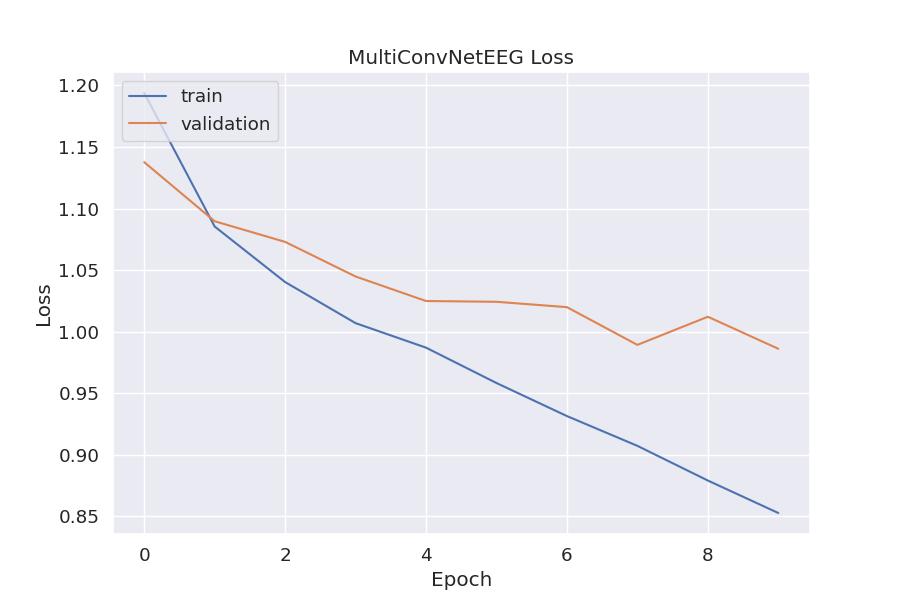 MultiConvNetEEG Loss
train
validation
1.20
1.15
1.10
1.05
1.00
0.95
0.90
0.85
Loss
0 2 4 6 8
Epoch